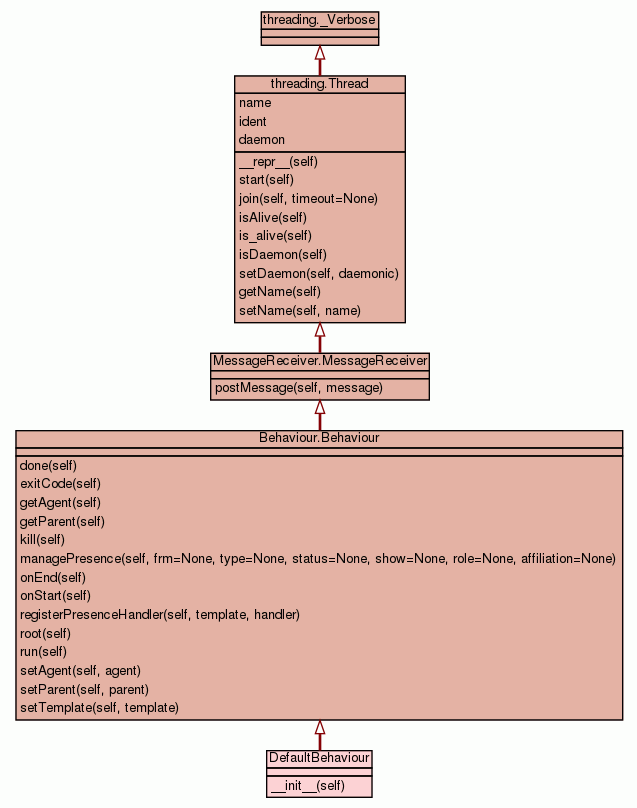 threading._Verbose
threading.Thread
name
ident
daemon
__repr__(self)
start(self)
join(self, timeout=None)
isAlive(self)
is_alive(self)
isDaemon(self)
setDaemon(self, daemonic)
getName(self)
setName(self, name)
MessageReceiver.MessageReceiver
postMessage(self, message)
Behaviour.Behaviour
done(self)
exitCode(self)
getAgent(self)
getParent(self)
kill(self)
managePresence(self, frm=None, type=None, status=None, show=None, role=None, affiliation=None)
onEnd(self)
onStart(self)
registerPresenceHandler(self, template, handler)
root(self)
run(self)
setAgent(self, agent)
setParent(self, parent)
setTemplate(self, template)
DefaultBehaviour
__init__(self)